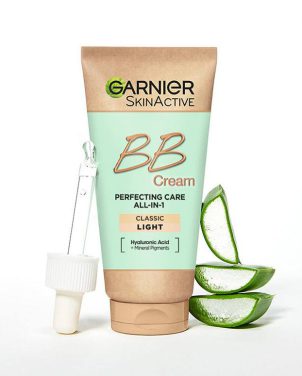 GARNIER
SKINACTIVE
BB
Cream
PERFECTING CARE
ALL-IN-1
CLASSIC
LIGHT
Hyaluronic Acid
+ Mineral Pigments